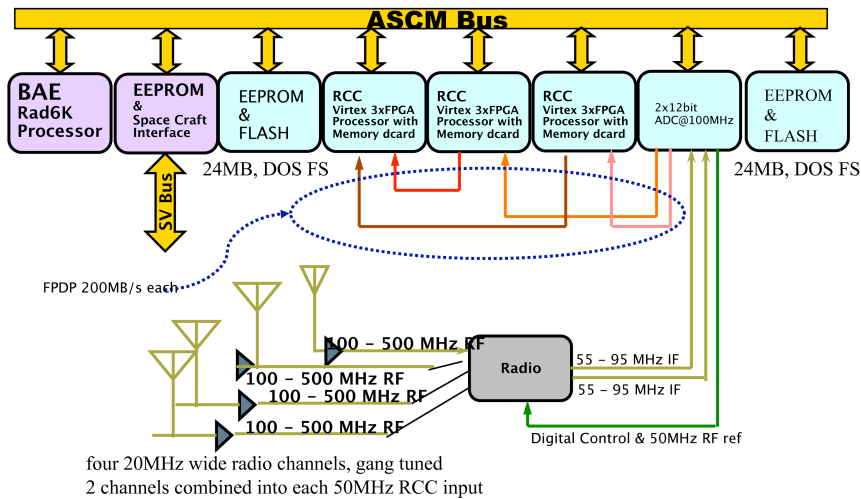 ASCM Bus
BAE
Rad6K
Processor
EEPROM
&
Space Craft
Interface
EEPROM
&
FLASH
RCC
Virtex 3xFPGA
Processor with
Memory dcard
RCC
Virtex 3xFPGA
Processor with
Memory dcard
RCC
Virtex 3xFPGA
Processor with
Memory dcard
2x12bit
ADC@100MHz
EEPROM
&
FLASH
24MB, DOS FS
24MB, DOS FS
SV Bus
FPDP 200MB/s each
100 – 500 MHz RF
100 – 500 MHz RF
100 – 500 MHz RF
100 – 500 MHz RF
Radio
55 – 95 MHz IF
55 – 95 MHz IF
Digital Control & 50MHz RF ref
four 20MHz wide radio channels, gang tuned
2 channels combined into each 50MHz RCC input